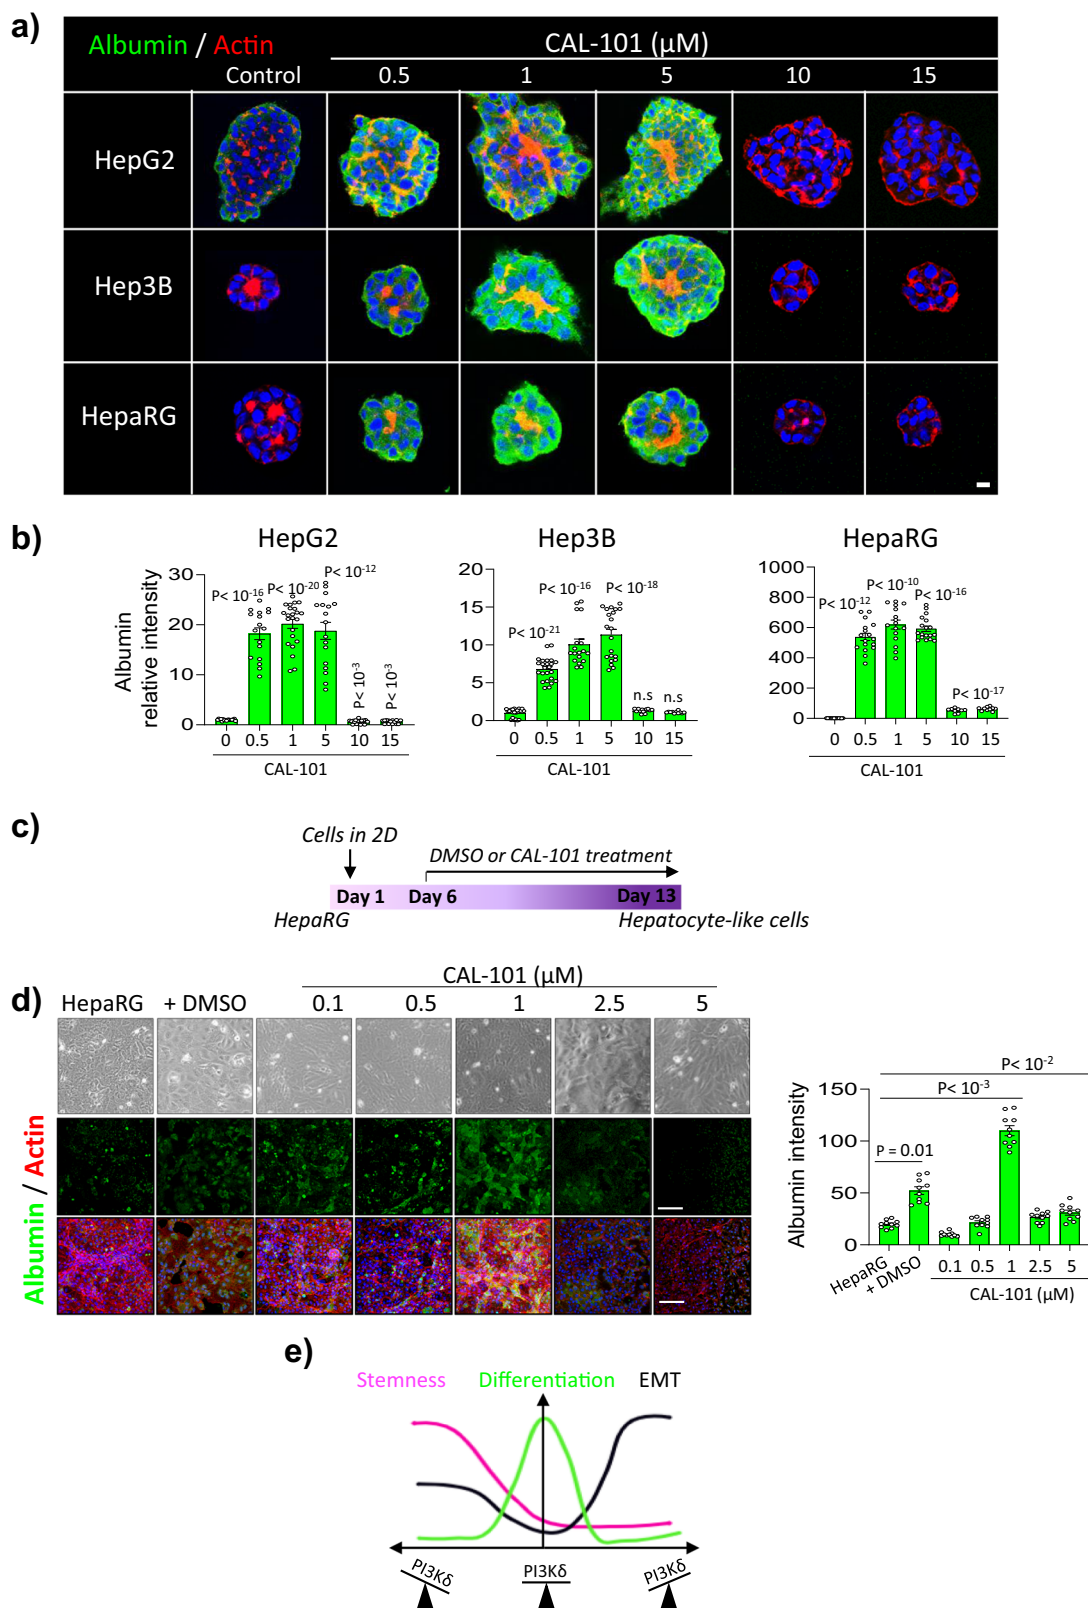 a)
Albumin / Actin
CAL-101 (µM)
Control 0.5 1 5 10 15
HepG2
Hep3B
HepaRG
b)
HepG2
Albumin
relative intensity
30
20
10
0
P< 10-16
P< 10-20
P< 10-12
P< 10-3
P< 10-3
0 0.5 1 5 10 15
CAL-101
Hep3B
20
15
10
5
0
P< 10-21
P< 10-16
P< 10-18
n.s
n.s
0 0.5 1 5 10 15
CAL-101
HepaRG
1000
800
600
400
200
0
P< 10-12
P< 10-10
P< 10-16
P< 10-17
0 0.5 1 5 10 15
CAL-101
c)
Cells in 2D
DMSO or CAL-101 treatment
Day 1 Day 6 Day 13
HepaRG Hepatocyte-like cells
d)
CAL-101 (µM)
HepaRG + DMSO 0.1 0.5 1 2.5 5
Albumin / Actin
Albumin intensity
150
100
50
0
P< 10-2
P< 10-3
P = 0.01
HepaRG
+ DMSO
0.1 0.5 1 2.5 5
CAL-101 (µM)
e)
Stemness Differentiation EMT
PI3Kδ PI3Kδ PI3Kδ